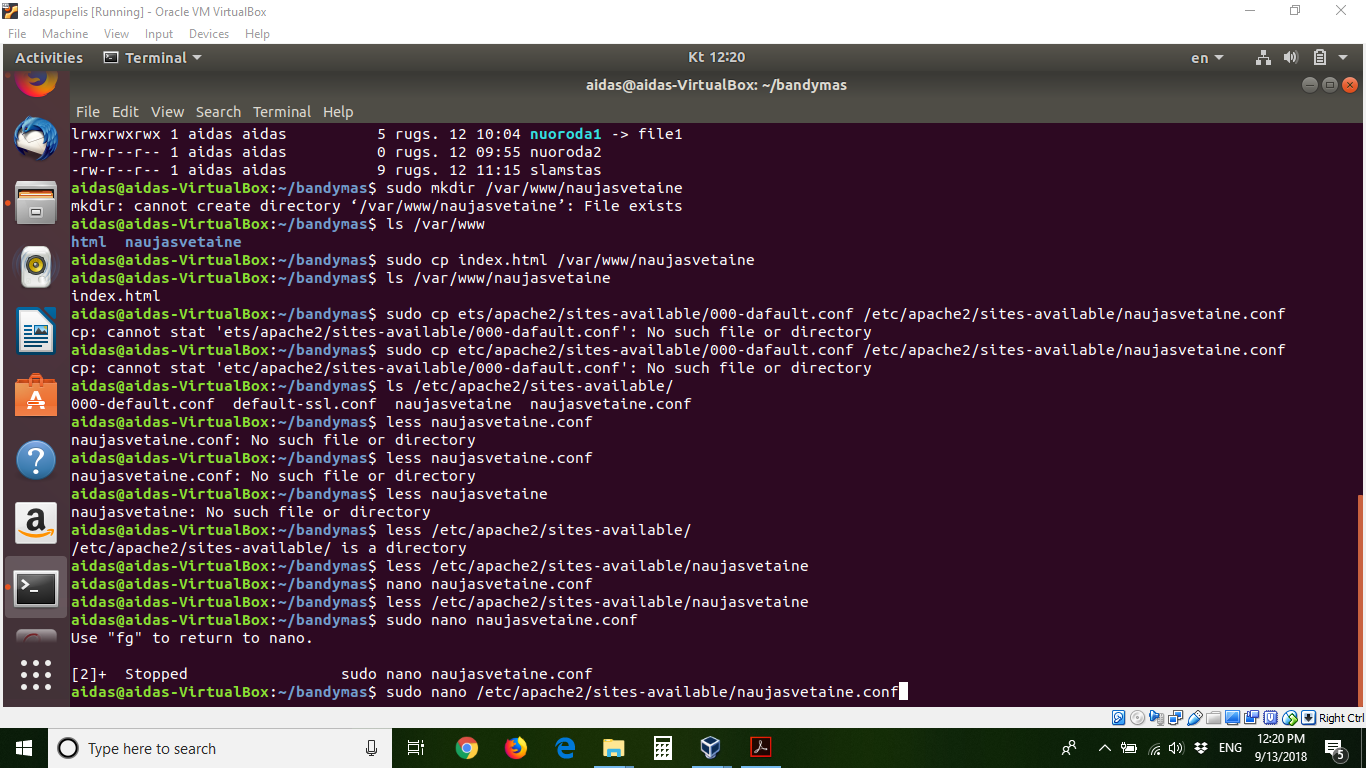 aidaspupelis [Running] - Oracle VM VirtualBox
File Machine View Input Devices Help
Activities Terminal Kt 12:20 en
aidas@aidas-VirtualBox: ~/bandymas
File Edit View Search Terminal Help
lrwxrwxrwx 1 aidas aidas 5 rugs. 12 10:04 nuoroda1 -> file1
-rw-r--r-- 1 aidas aidas 0 rugs. 12 09:55 nuoroda2
-rw-r--r-- 1 aidas aidas 9 rugs. 12 11:15 slamstas
aidas@aidas-VirtualBox:~/bandymas$ sudo mkdir /var/www/naujasvetaine
mkdir: cannot create directory ‘/var/www/naujasvetaine’: File exists
aidas@aidas-VirtualBox:~/bandymas$ ls /var/www
html naujasvetaine
aidas@aidas-VirtualBox:~/bandymas$ sudo cp index.html /var/www/naujasvetaine
aidas@aidas-VirtualBox:~/bandymas$ ls /var/www/naujasvetaine
index.html
aidas@aidas-VirtualBox:~/bandymas$ sudo cp ets/apache2/sites-available/000-dafault.conf /etc/apache2/sites-available/naujasvetaine.conf
cp: cannot stat 'ets/apache2/sites-available/000-dafault.conf': No such file or directory
aidas@aidas-VirtualBox:~/bandymas$ sudo cp etc/apache2/sites-available/000-dafault.conf /etc/apache2/sites-available/naujasvetaine.conf
cp: cannot stat 'etc/apache2/sites-available/000-dafault.conf': No such file or directory
aidas@aidas-VirtualBox:~/bandymas$ ls /etc/apache2/sites-available/
000-default.conf default-ssl.conf naujasvetaine naujasvetaine.conf
aidas@aidas-VirtualBox:~/bandymas$ less naujasvetaine.conf
naujasvetaine.conf: No such file or directory
aidas@aidas-VirtualBox:~/bandymas$ less naujasvetaine.conf
naujasvetaine.conf: No such file or directory
aidas@aidas-VirtualBox:~/bandymas$ less naujasvetaine
naujasvetaine: No such file or directory
aidas@aidas-VirtualBox:~/bandymas$ less /etc/apache2/sites-available/
/etc/apache2/sites-available/ is a directory
aidas@aidas-VirtualBox:~/bandymas$ less /etc/apache2/sites-available/naujasvetaine
aidas@aidas-VirtualBox:~/bandymas$ nano naujasvetaine.conf
aidas@aidas-VirtualBox:~/bandymas$ less /etc/apache2/sites-available/naujasvetaine
aidas@aidas-VirtualBox:~/bandymas$ sudo nano naujasvetaine.conf
Use "fg" to return to nano.
[2]+ Stopped sudo nano naujasvetaine.conf
aidas@aidas-VirtualBox:~/bandymas$ sudo nano /etc/apache2/sites-available/naujasvetaine.conf
Right Ctrl
Type here to search
ENG
12:20 PM
9/13/2018
5